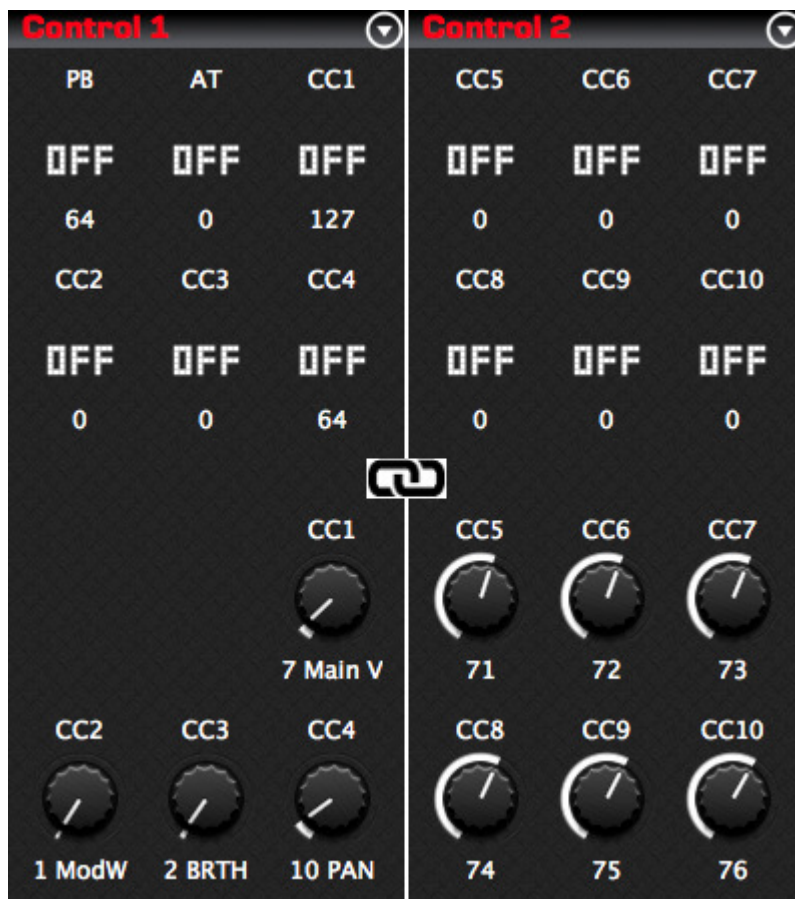 Control 1
PB AT CC1
OFF OFF OFF
64 0 127
CC2 CC3 CC4
OFF OFF OFF
0 0 64
CC1
7 Main V
CC2 CC3 CC4
1 ModW 2 BRTH 10 PAN
Control 2
CC5 CC6 CC7
OFF OFF OFF
0 0 0
CC8 CC9 CC10
OFF OFF OFF
0 0 0
CC5 CC6 CC7
71 72 73
CC8 CC9 CC10
74 75 76